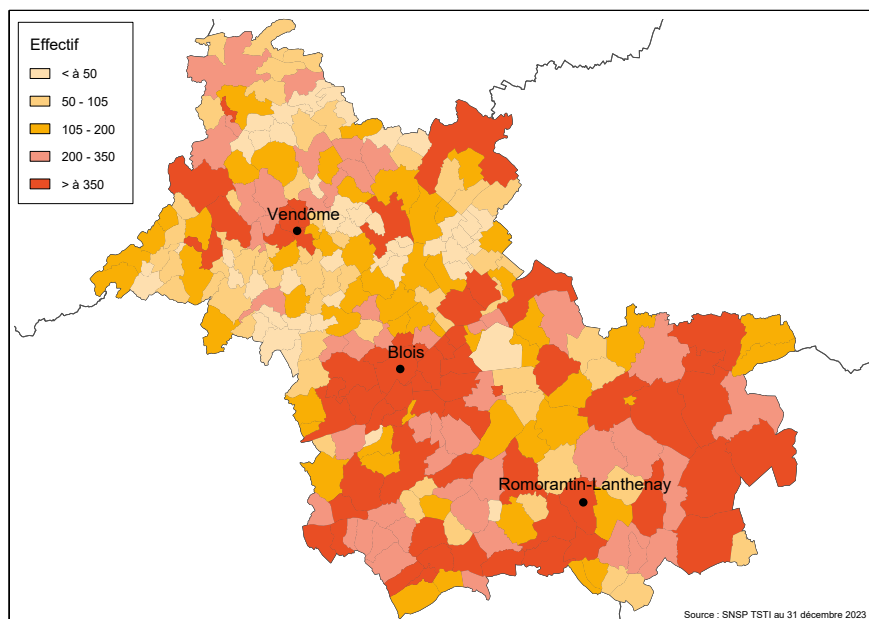 Effectif
< à 50
50 - 105
105 - 200
200 - 350
> à 350
Vendôme
Blois
Romorantin-Lanthenay
Source : SNSP TSTI au 31 décembre 2023